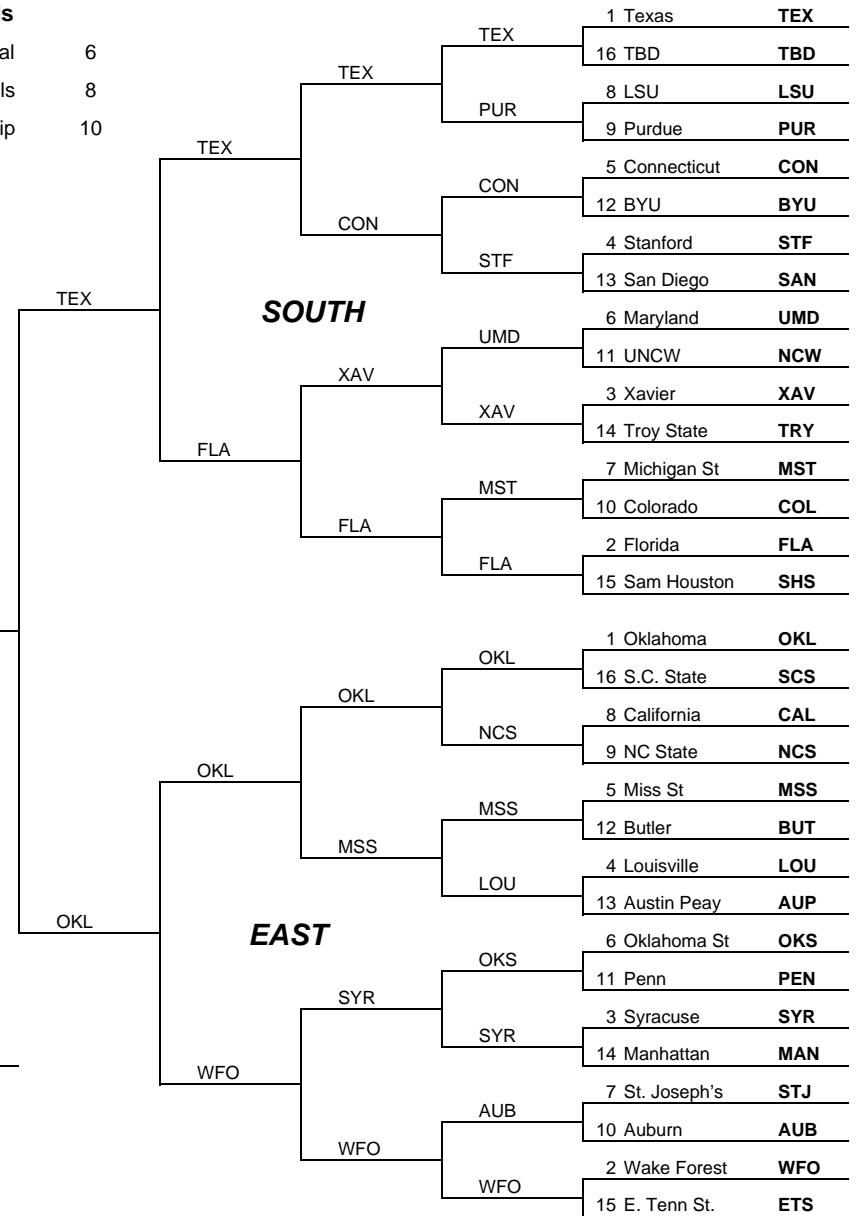 ls
al 6
ls 8
ip 10
1 Texas TEX
TEX
16 TBD TBD
TEX
8 LSU LSU
PUR
9 Purdue PUR
TEX
5 Connecticut CON
CON
12 BYU BYU
CON
4 Stanford STF
STF
13 San Diego SAN
TEX
SOUTH
6 Maryland UMD
UMD
11 UNCW NCW
XAV
3 Xavier XAV
XAV
14 Troy State TRY
FLA
7 Michigan St MST
MST
10 Colorado COL
FLA
2 Florida FLA
FLA
15 Sam Houston SHS
1 Oklahoma OKL
OKL
16 S.C. State SCS
OKL
8 California CAL
NCS
9 NC State NCS
OKL
5 Miss St MSS
MSS
12 Butler BUT
MSS
4 Louisville LOU
LOU
13 Austin Peay AUP
OKL
EAST
6 Oklahoma St OKS
OKS
11 Penn PEN
SYR
3 Syracuse SYR
SYR
14 Manhattan MAN
WFO
7 St. Joseph's STJ
AUB
10 Auburn AUB
WFO
2 Wake Forest WFO
WFO
15 E. Tenn St. ETS